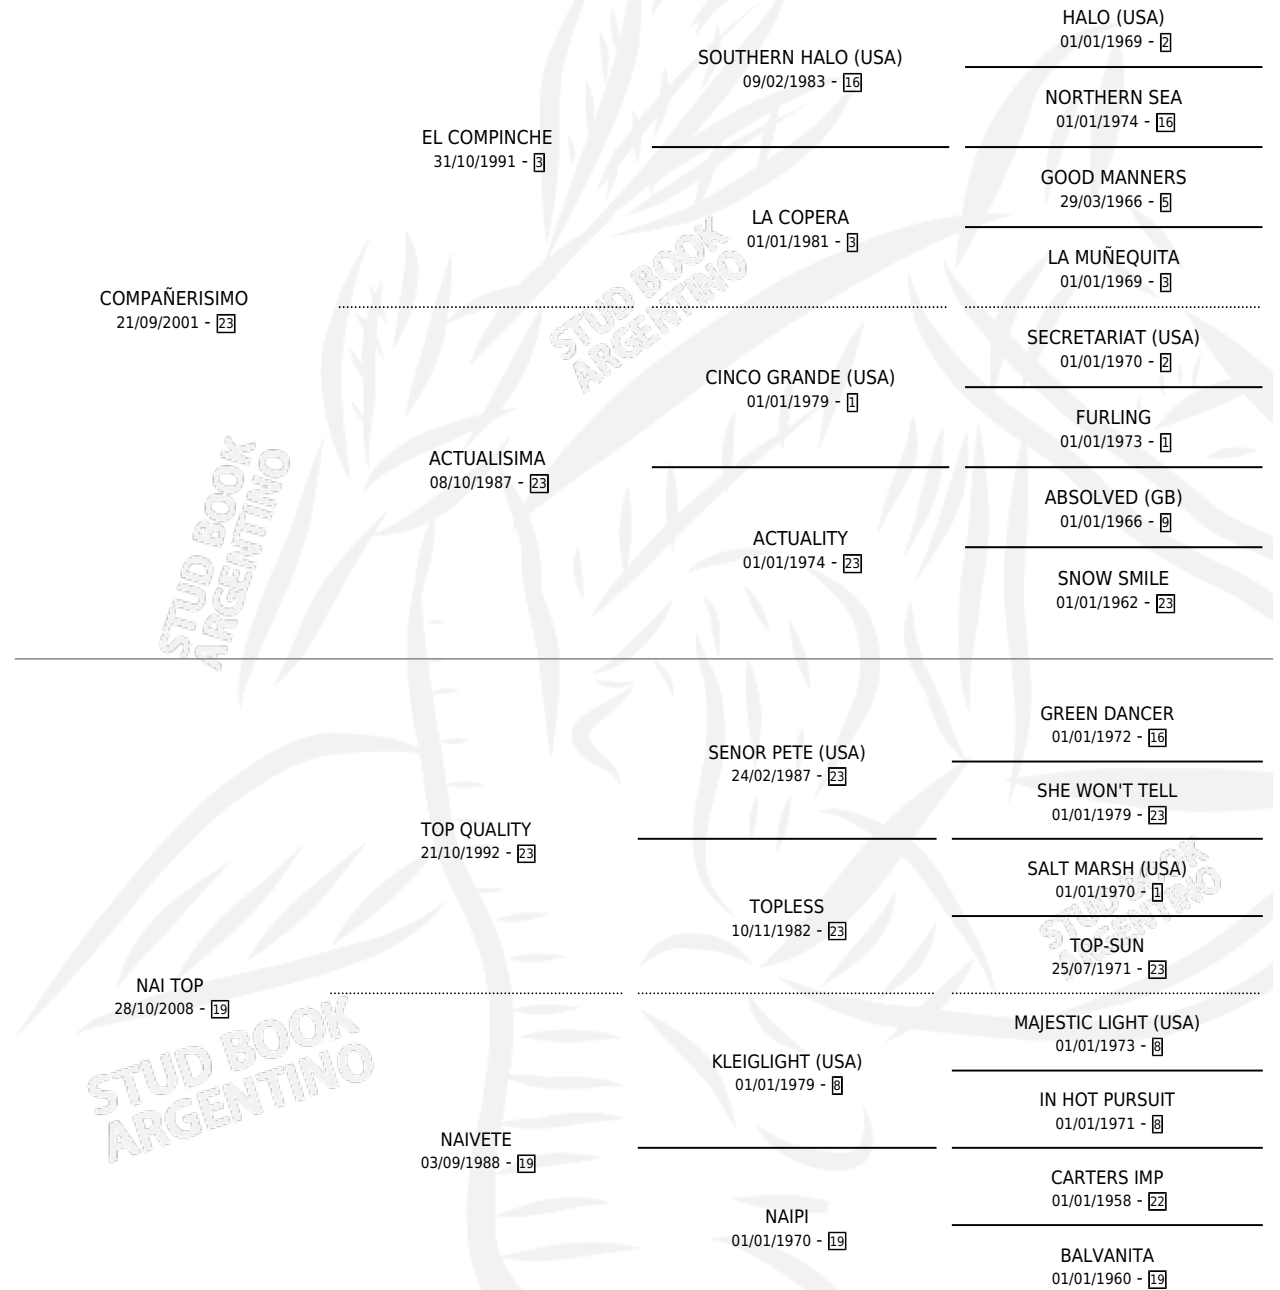 HALO (USA)
01/01/1969 - 2
SOUTHERN HALO (USA)
09/02/1983 - 16
NORTHERN SEA
01/01/1974 - 16
EL COMPINCHE
31/10/1991 - 3
GOOD MANNERS
29/03/1966 - 5
LA COPERA
01/01/1981 - 3
LA MUÑEQUITA
01/01/1969 - 3
COMPAÑERISIMO
21/09/2001 - 23
SECRETARIAT (USA)
01/01/1970 - 2
CINCO GRANDE (USA)
01/01/1979 - 1
FURLING
01/01/1973 - 1
ACTUALISIMA
08/10/1987 - 23
ABSOLVED (GB)
01/01/1966 - 9
ACTUALITY
01/01/1974 - 23
SNOW SMILE
01/01/1962 - 23
GREEN DANCER
01/01/1972 - 16
SENOR PETE (USA)
24/02/1987 - 23
SHE WON'T TELL
01/01/1979 - 23
TOP QUALITY
21/10/1992 - 23
SALT MARSH (USA)
01/01/1970 - 1
TOPLESS
10/11/1982 - 23
TOP-SUN
25/07/1971 - 23
NAI TOP
28/10/2008 - 19
MAJESTIC LIGHT (USA)
01/01/1973 - 8
KLEIGLIGHT (USA)
01/01/1979 - 8
IN HOT PURSUIT
01/01/1971 - 8
NAIVETE
03/09/1988 - 19
CARTERS IMP
01/01/1958 - 22
NAIPI
01/01/1970 - 19
BALVANITA
01/01/1960 - 19
STUD BOOK
ARGENTINO
STUD BOOK
ARGENTINO
STUD BOOK
ARGENTINO
STUD BOOK
ARGENTINO